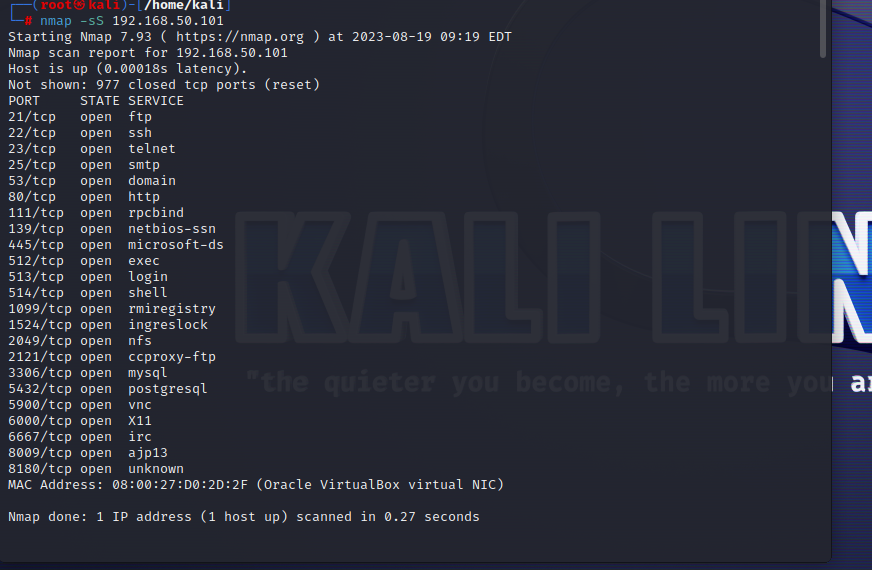 ┌──(root㉿kali)-[/home/kali]
└─# nmap -sS 192.168.50.101
Starting Nmap 7.93 ( https://nmap.org ) at 2023-08-19 09:19 EDT
Nmap scan report for 192.168.50.101
Host is up (0.00018s latency).
Not shown: 977 closed tcp ports (reset)
PORT     STATE SERVICE
21/tcp   open  ftp
22/tcp   open  ssh
23/tcp   open  telnet
25/tcp   open  smtp
53/tcp   open  domain
80/tcp   open  http
111/tcp  open  rpcbind
139/tcp  open  netbios-ssn
445/tcp  open  microsoft-ds
512/tcp  open  exec
513/tcp  open  login
514/tcp  open  shell
1099/tcp open  rmiregistry
1524/tcp open  ingreslock
2049/tcp open  nfs
2121/tcp open  ccproxy-ftp
3306/tcp open  mysql
5432/tcp open  postgresql
5900/tcp open  vnc
6000/tcp open  X11
6667/tcp open  irc
8009/tcp open  ajp13
8180/tcp open  unknown
MAC Address: 08:00:27:D0:2D:2F (Oracle VirtualBox virtual NIC)
Nmap done: 1 IP address (1 host up) scanned in 0.27 seconds
KALI LIN
"the quieter you become, the more you ar